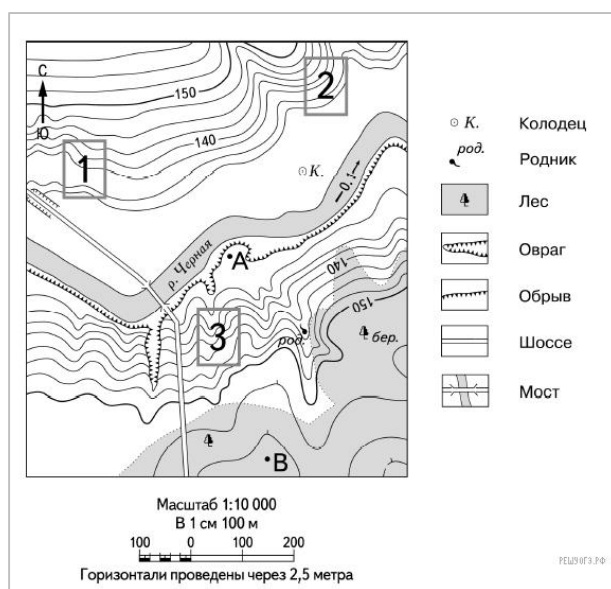 С
Ю
150
140
1
2
3
К.
0,1
р. Черная
А
140
150
род.
бер.
В
К. Колодец
род. Родник
Лес
Овраг
Обрыв
Шоссе
Мост
Масштаб 1:10 000
В 1 см 100 м
100 0 100 200
Горизонтали проведены через 2,5 метра
РЕШУОГЭ.РФ